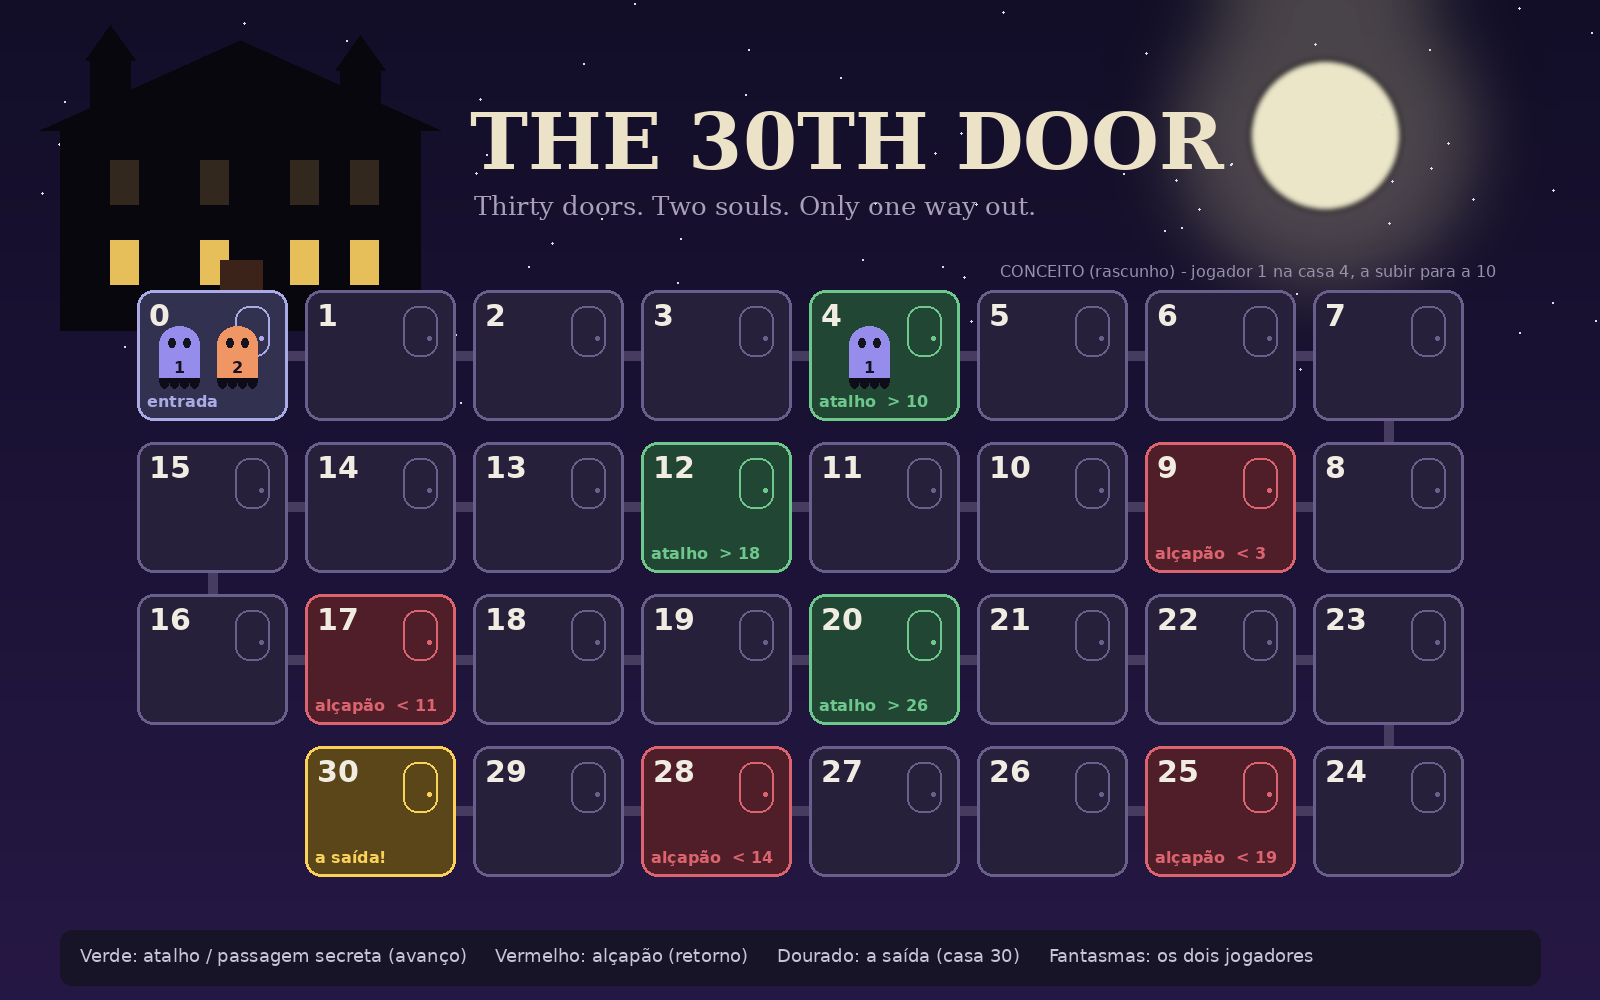 THE 30TH DOOR
Thirty doors. Two souls. Only one way out.
CONCEITO (rascunho) - jogador 1 na casa 4, a subir para a 10
0
1
2
entrada
1
2
3
4
1
atalho > 10
5
6
7
15
14
13
12
atalho > 18
11
10
9
alçapão < 3
8
16
17
alçapão < 11
18
19
20
atalho > 26
21
22
23
30
a saída!
29
28
alçapão < 14
27
26
25
alçapão < 19
24
Verde: atalho / passagem secreta (avanço) Vermelho: alçapão (retorno) Dourado: a saída (casa 30) Fantasmas: os dois jogadores